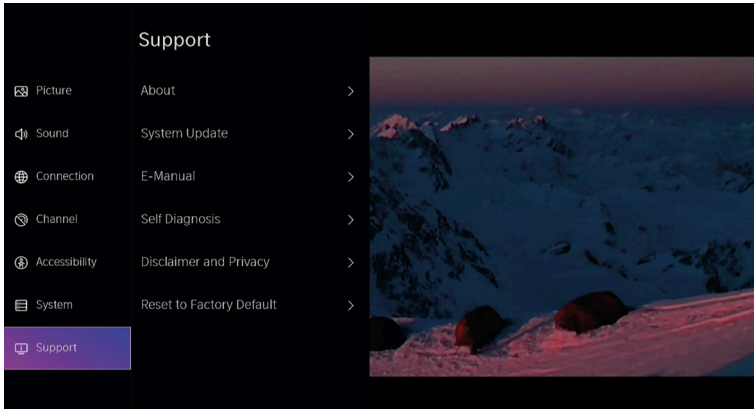 Support
Picture
Sound
Connection
Channel
Accessibility
System
Support
About
System Update
E-Manual
Self Diagnosis
Disclaimer and Privacy
Reset to Factory Default